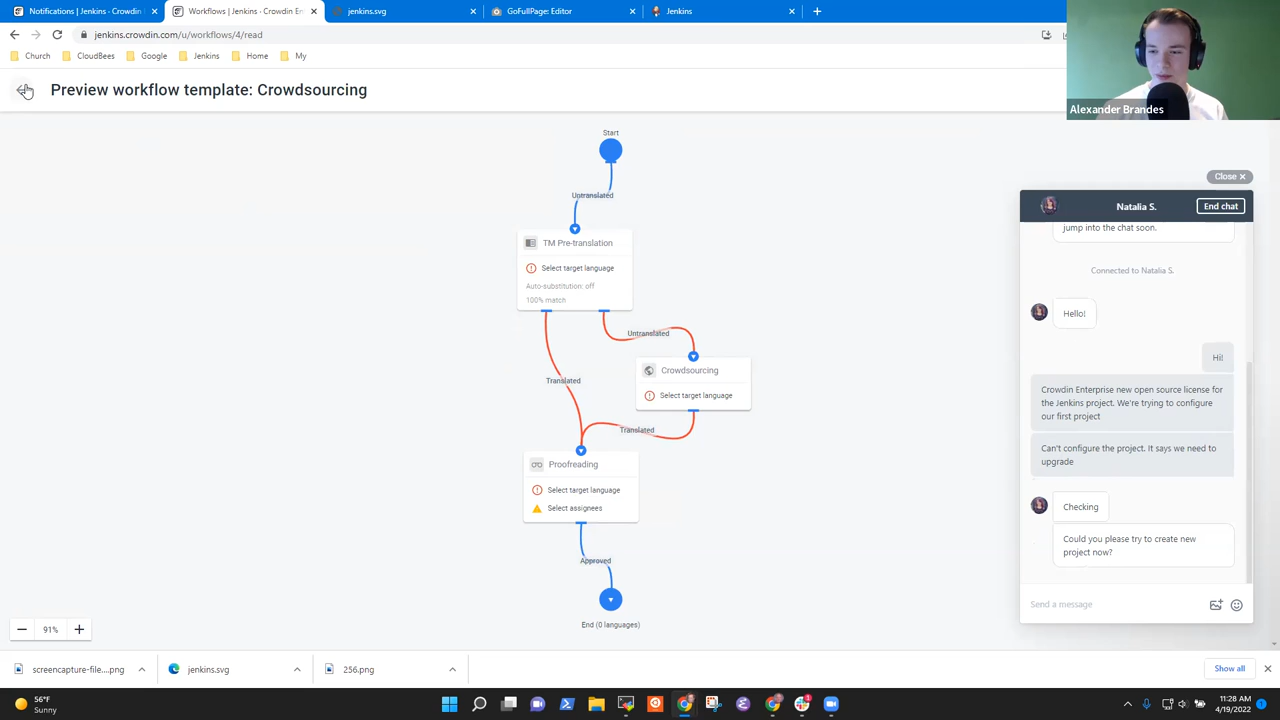 Notifications | Jenkins - Crowdin
Workflows | Jenkins - Crowdin En
jenkins.svg
GoFullPage: Editor
Jenkins
jenkins.crowdin.com/u/workflows/4/read
Church
CloudBees
Google
Jenkins
Home
My
Alexander Brandes
Preview workflow template: Crowdsourcing
Start
Untranslated
TM Pre-translation
Select target language
Auto-substitution: off
100% match
Untranslated
Crowdsourcing
Select target language
Translated
Translated
Proofreading
Select target language
Select assignees
Approved
End (0 languages)
91%
Close
Natalia S.
End chat
jump into the chat soon.
Connected to Natalia S.
Hello!
Hi!
Crowdin Enterprise new open source license for
the Jenkins project. We're trying to configure
our first project
Can't configure the project. It says we need to
upgrade
Checking
Could you please try to create new
project now?
Send a message
screencapture-file....png
jenkins.svg
256.png
Show all
56°F
Sunny
11:28 AM
4/19/2022